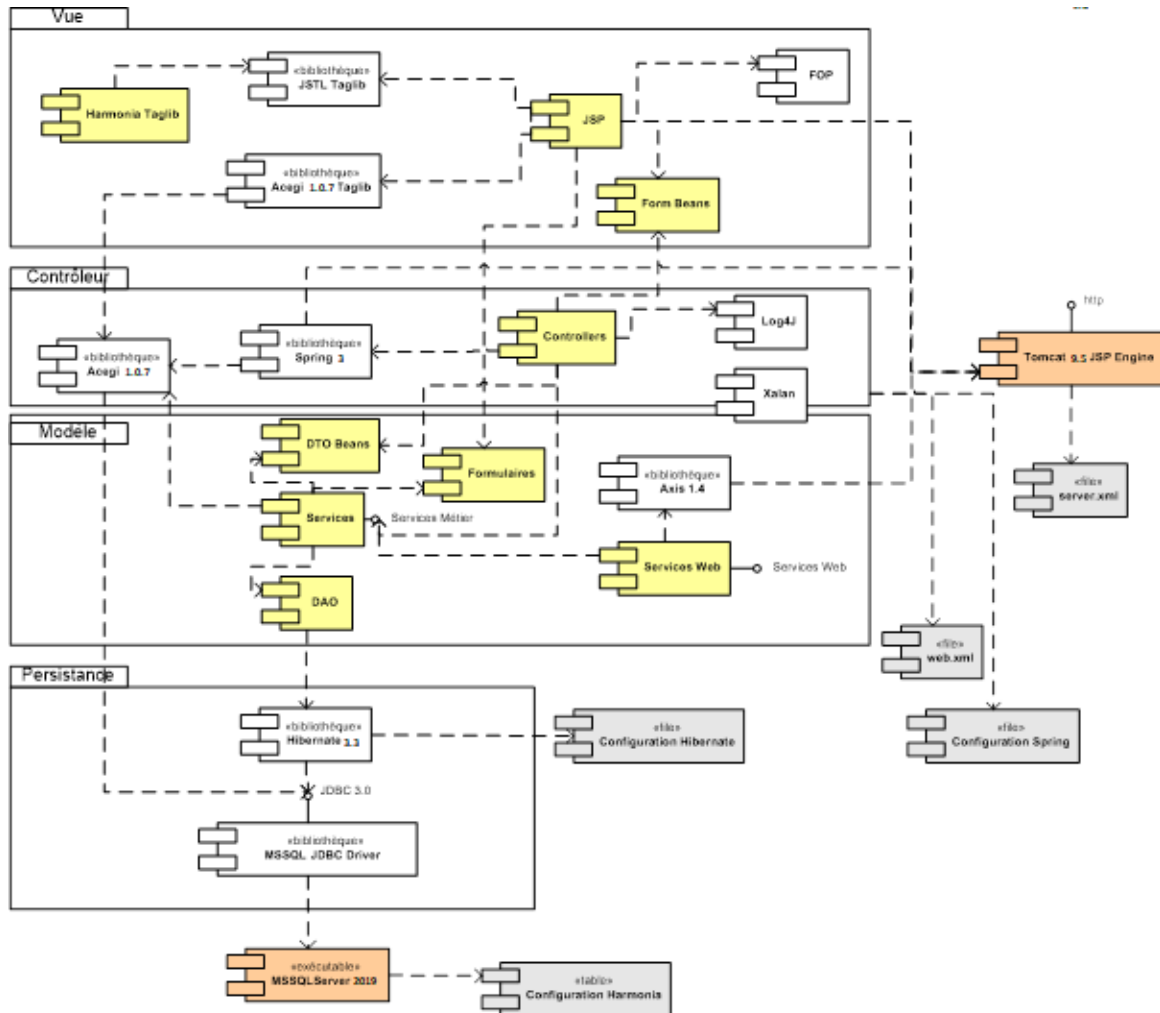 Vue
«bibliothèque»
JSTL Taglib
FOP
Harmonia Taglib
JSP
«bibliothèque»
Acegi 1.0.7 Taglib
Form Beans
Contrôleur
http
Log4J
Controllers
«bibliothèque»
Spring 3
«bibliothèque»
Acegi 1.0.7
Tomcat 9.5 JSP Engine
Xalan
Modèle
DTO Beans
Formulaires
«bibliothèque»
Axis 1.4
«file»
server.xml
Services
Services Métier
Services Web
Services Web
DAO
«file»
web.xml
Persistance
«bibliothèque»
Hibernate 3.3
«file»
Configuration Hibernate
«file»
Configuration Spring
JDBC 3.0
«bibliothèque»
MSSQL JDBC Driver
«exécutable»
MSSQLServer 2019
«table»
Configuration Harmonia